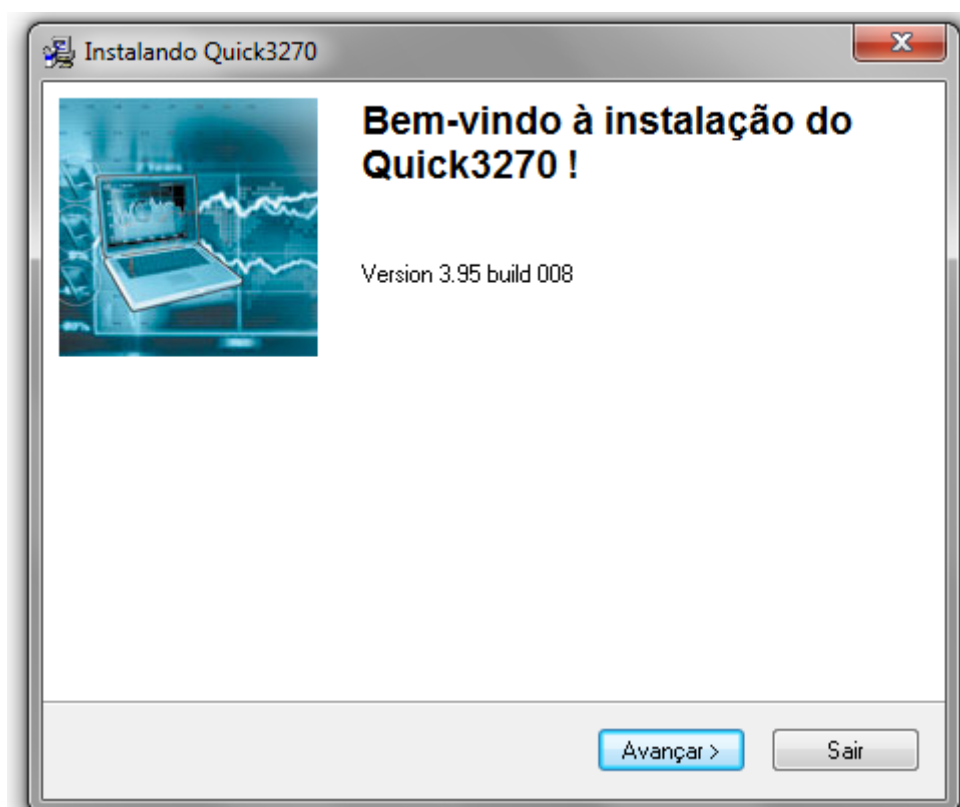 Instalando Quick3270
Bem-vindo à instalação do
Quick3270 !
Version 3.95 build 008
Avançar >
Sair